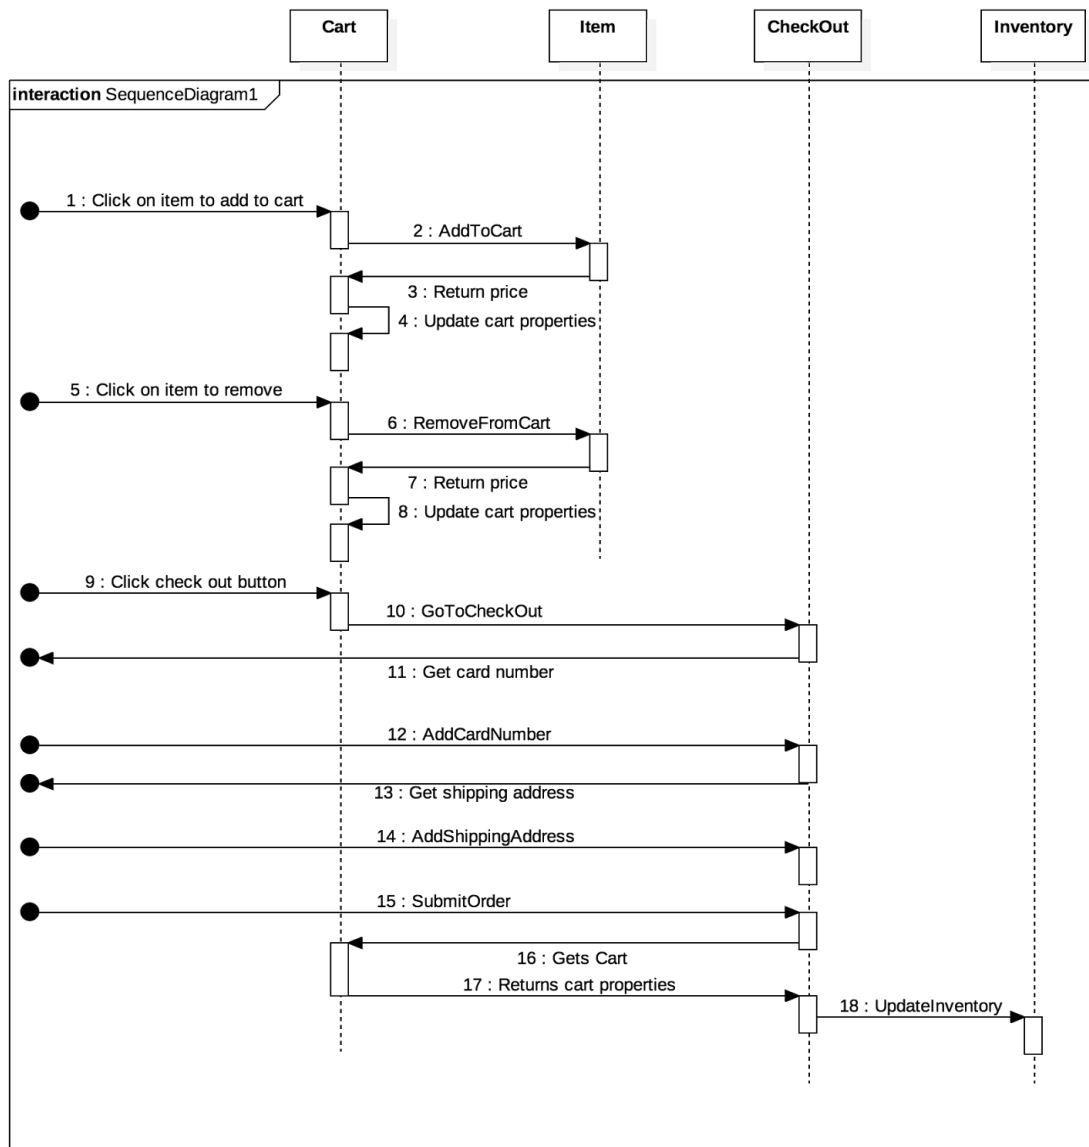 Cart
Item
CheckOut
Inventory
interaction SequenceDiagram1
1 : Click on item to add to cart
2 : AddToCart
3 : Return price
4 : Update cart properties
5 : Click on item to remove
6 : RemoveFromCart
7 : Return price
8 : Update cart properties
9 : Click check out button
10 : GoToCheckOut
11 : Get card number
12 : AddCardNumber
13 : Get shipping address
14 : AddShippingAddress
15 : SubmitOrder
16 : Gets Cart
17 : Returns cart properties
18 : UpdateInventory